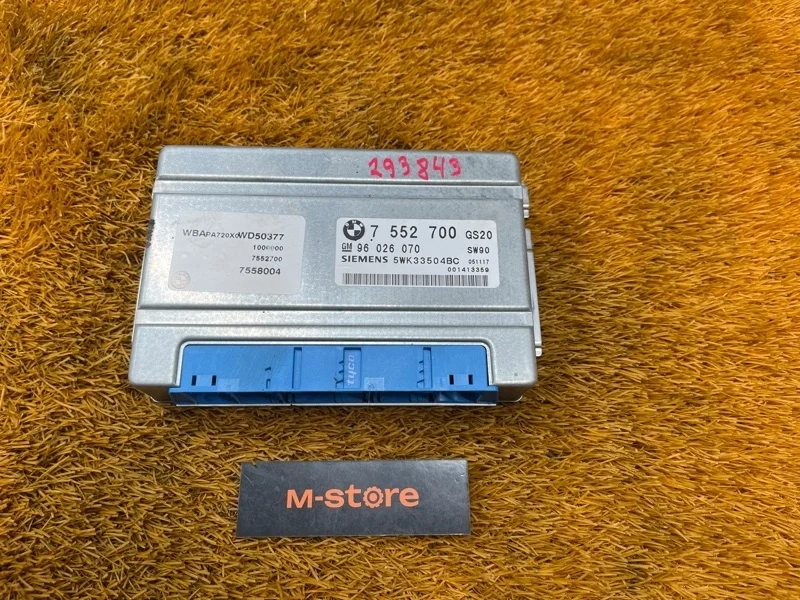 293843
WBAPA720X0WD50377
1000000
7552700
7558004
7 552 700 GS20
GM 96 026 070 SW90
SIEMENS 5WK33504BC 051117
001413359
tyco
M-store